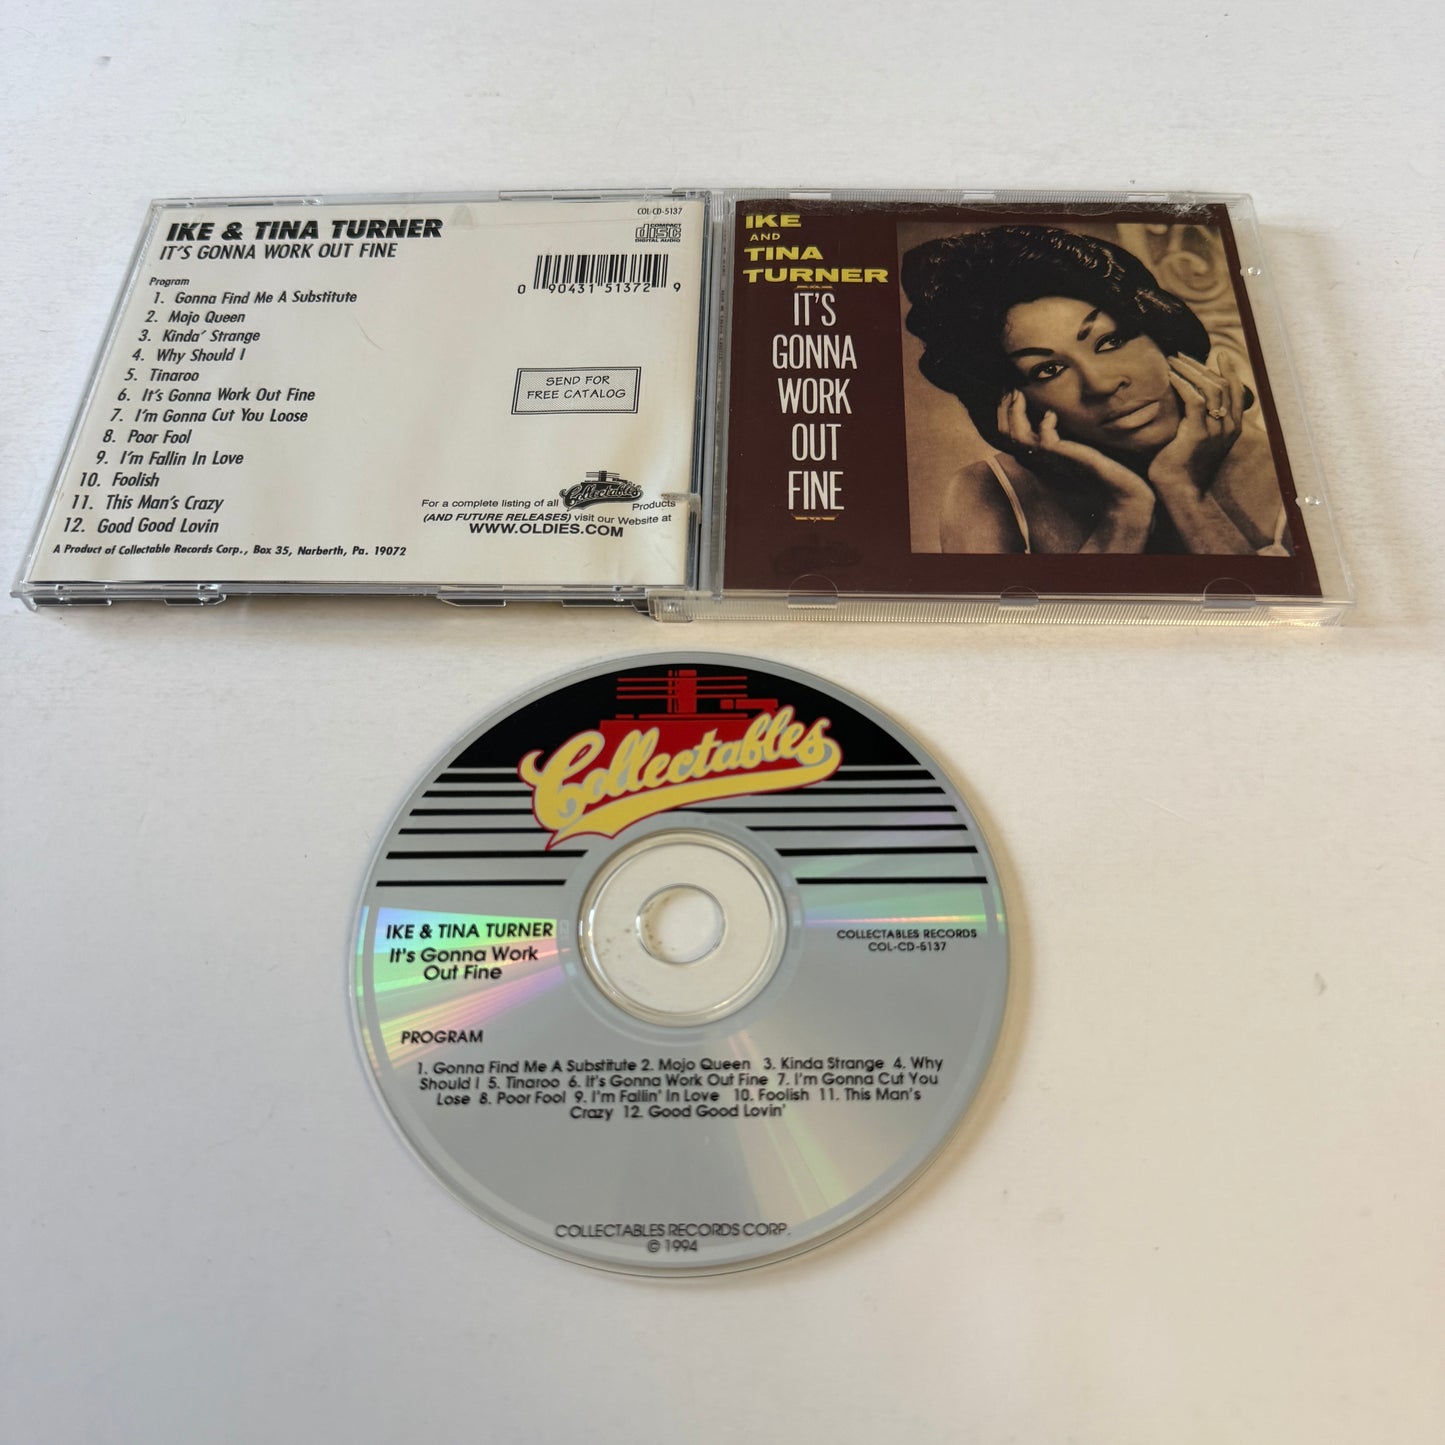 IKE & TINA TURNER
IT'S GONNA WORK OUT FINE
COL-CD-5137
COMPACT
disc
DIGITAL AUDIO
0 90431 51372 9
Program
1. Gonna Find Me A Substitute
2. Mojo Queen
3. Kinda' Strange
4. Why Should I
5. Tinaroo
6. It's Gonna Work Out Fine
7. I'm Gonna Cut You Loose
8. Poor Fool
9. I'm Fallin In Love
10. Foolish
11. This Man's Crazy
12. Good Good Lovin
SEND FOR
FREE CATALOG
For a complete listing of all Collectables Products
(AND FUTURE RELEASES) visit our Website at
WWW.OLDIES.COM
A Product of Collectable Records Corp., Box 35, Narberth, Pa. 19072
IKE
AND
TINA
TURNER
IT'S
GONNA
WORK
OUT
FINE
Collectables
IKE & TINA TURNER
It's Gonna Work
Out Fine
COLLECTABLES RECORDS
COL-CD-5137
PROGRAM
1. Gonna Find Me A Substitute 2. Mojo Queen 3. Kinda Strange 4. Why
Should I 5. Tinaroo 6. It's Gonna Work Out Fine 7. I'm Gonna Cut You
Lose 8. Poor Fool 9. I'm Fallin' In Love 10. Foolish 11. This Man's
Crazy 12. Good Good Lovin'
COLLECTABLES RECORDS CORP.
© 1994